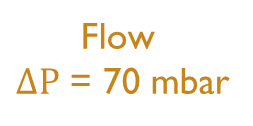 Flow
ΔP = 70 mbar